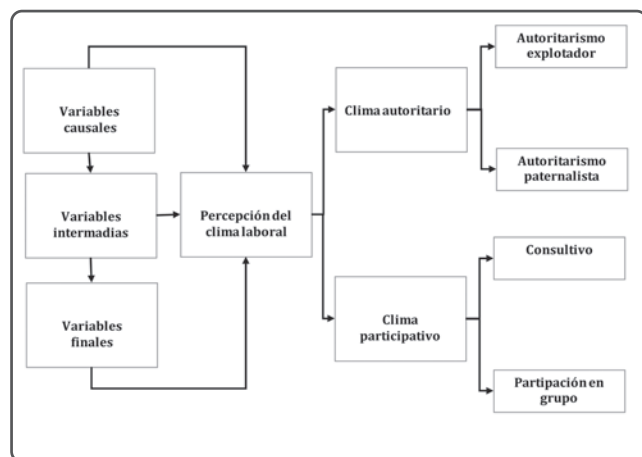 Variables
causales
Variables
intermadias
Variables
finales
Percepción del
clima laboral
Clima autoritario
Clima
participativo
Autoritarismo
explotador
Autoritarismo
paternalista
Consultivo
Partipación en
grupo